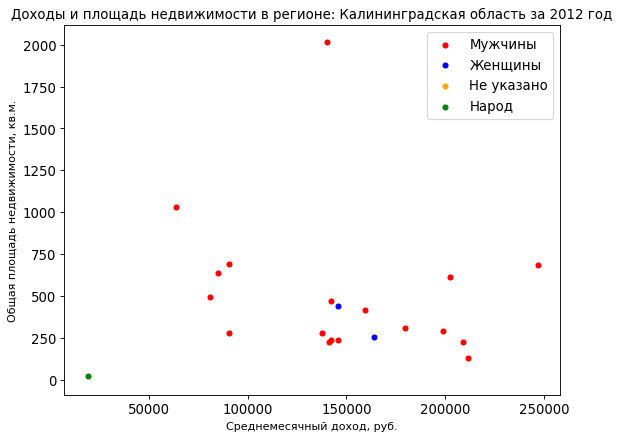 Доходы и площадь недвижимости в регионе: Калининградская область за 2012 год
Мужчины
Женщины
Не указано
Народ
Общая площадь недвижимости, кв.м.
2000
1750
1500
1250
1000
750
500
250
0
50000
100000
150000
200000
250000
Среднемесячный доход, руб.